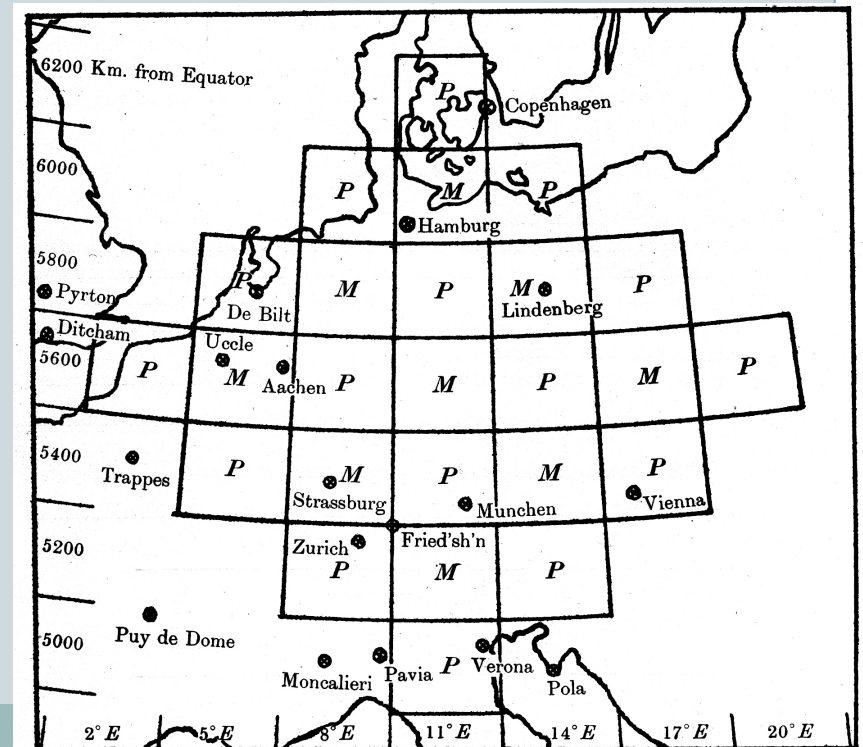 6200 Km. from Equator
P
Copenhagen
6000
P M P
Hamburg
5800
Pyrton
P M P M P
De Bilt
Lindenberg
Ditcham
Uccle
5600
P M P M P M P
Aachen
5400
P M P M P
Trappes
Strassburg
Munchen
Vienna
5200
Zurich
Fried'sh'n
P M P
Puy de Dome
5000
P
Verona
Moncalieri
Pavia
Pola
2°E 5°E 8°E 11°E 14°E 17°E 20°E